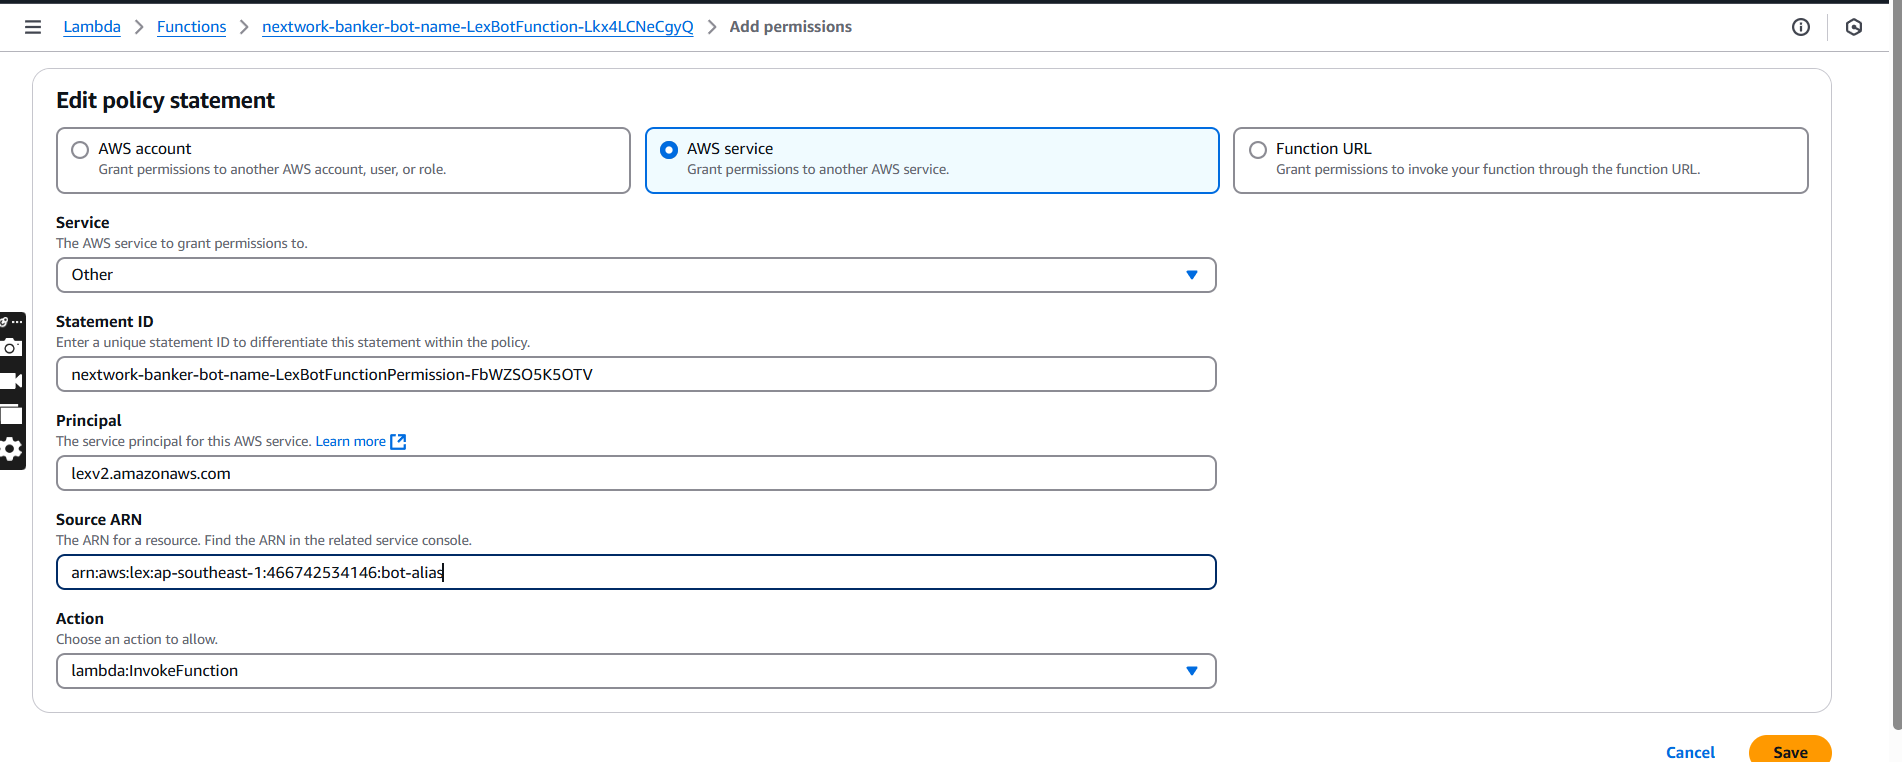 Lambda > Functions > nextwork-banker-bot-name-LexBotFunction-Lkx4LCNeCgyQ > Add permissions
Edit policy statement
AWS account
Grant permissions to another AWS account, user, or role.
AWS service
Grant permissions to another AWS service.
Function URL
Grant permissions to invoke your function through the function URL.
Service
The AWS service to grant permissions to.
Other
Statement ID
Enter a unique statement ID to differentiate this statement within the policy.
nextwork-banker-bot-name-LexBotFunctionPermission-FbWZSO5K5OTV
Principal
The service principal for this AWS service. Learn more
lexv2.amazonaws.com
Source ARN
The ARN for a resource. Find the ARN in the related service console.
arn:aws:lex:ap-southeast-1:466742534146:bot-alias
Action
Choose an action to allow.
lambda:InvokeFunction
Cancel
Save